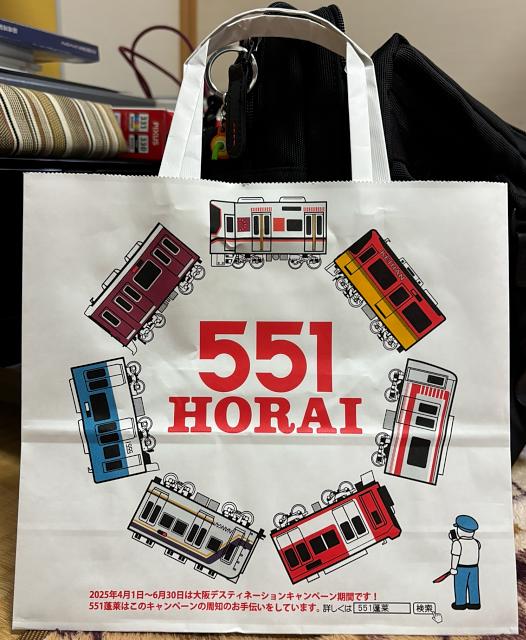 551
HORAI
2025年4月1日〜6月30日は大阪デスティネーションキャンペーン期間です!
551蓬莱はこのキャンペーンの周知のお手伝いをしています。詳しくは 551蓬莱 検索
551
PIXUS
331
330